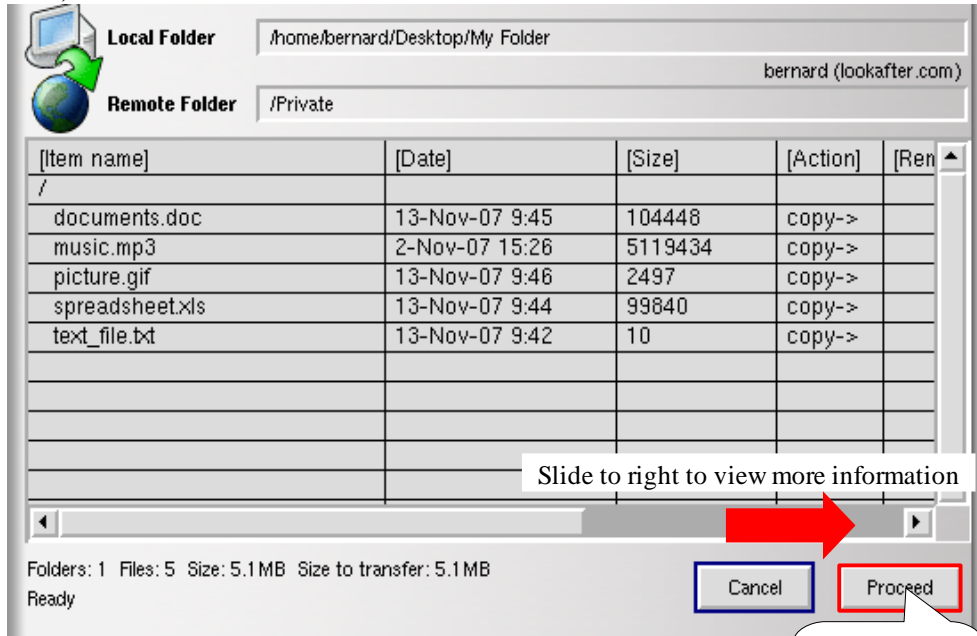 Local Folder /home/bernard/Desktop/My Folder
bernard (lookafter.com)
Remote Folder /Private
[Item name] [Date] [Size] [Action] [Ren
/
documents.doc 13-Nov-07 9:45 104448 copy->
music.mp3 2-Nov-07 15:26 5119434 copy->
picture.gif 13-Nov-07 9:46 2497 copy->
spreadsheet.xls 13-Nov-07 9:44 99840 copy->
text_file.txt 13-Nov-07 9:42 10 copy->
Slide to right to view more information
Folders: 1 Files: 5 Size: 5.1MB Size to transfer: 5.1MB
Ready
Cancel Proceed